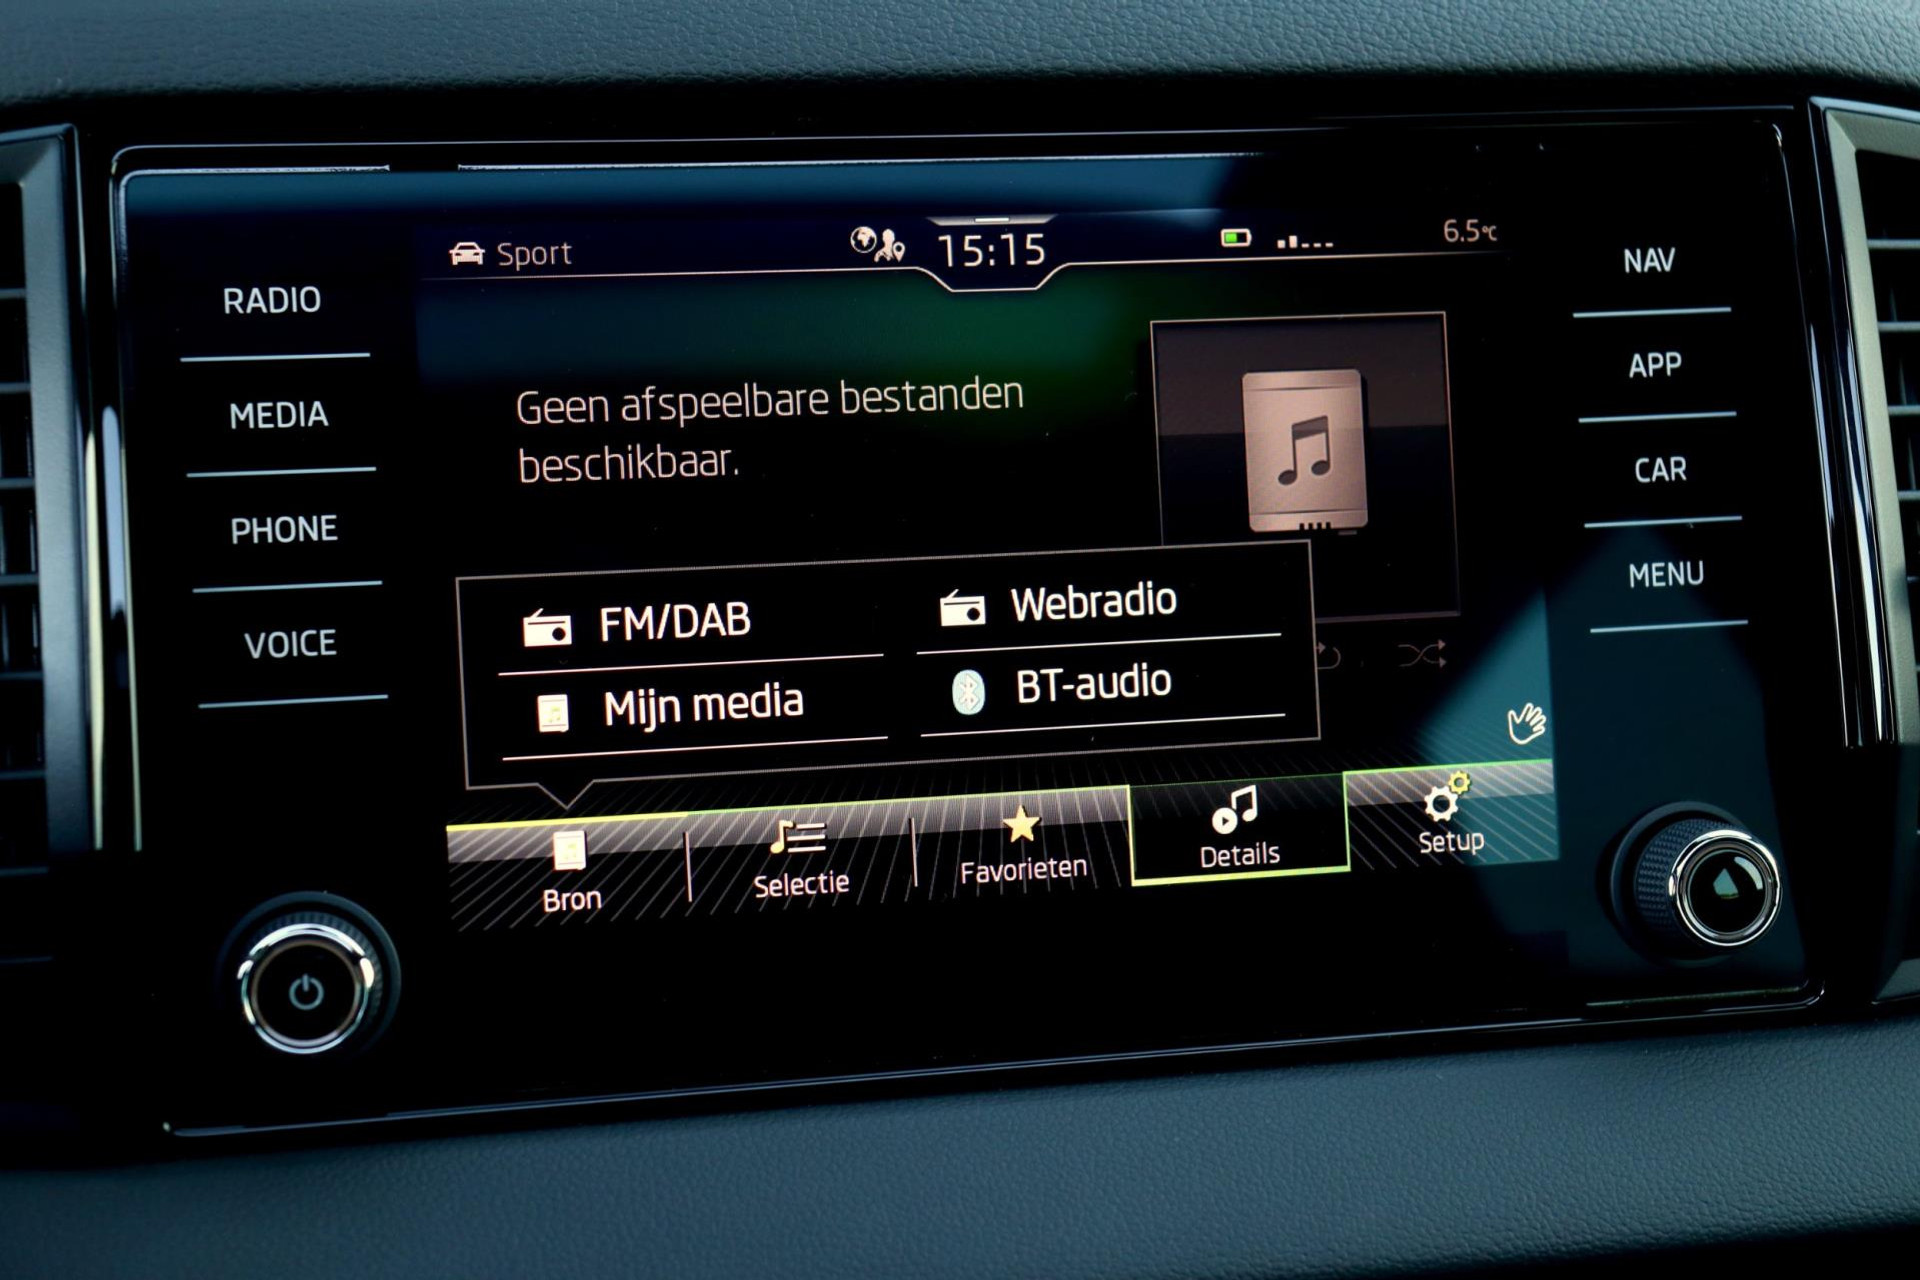 Sport
15:15
6.5°C
RADIO
MEDIA
PHONE
VOICE
Geen afspeelbare bestanden
beschikbaar.
FM/DAB
Webradio
Mijn media
BT-audio
Bron
Selectie
Favorieten
Details
Setup
NAV
APP
CAR
MENU